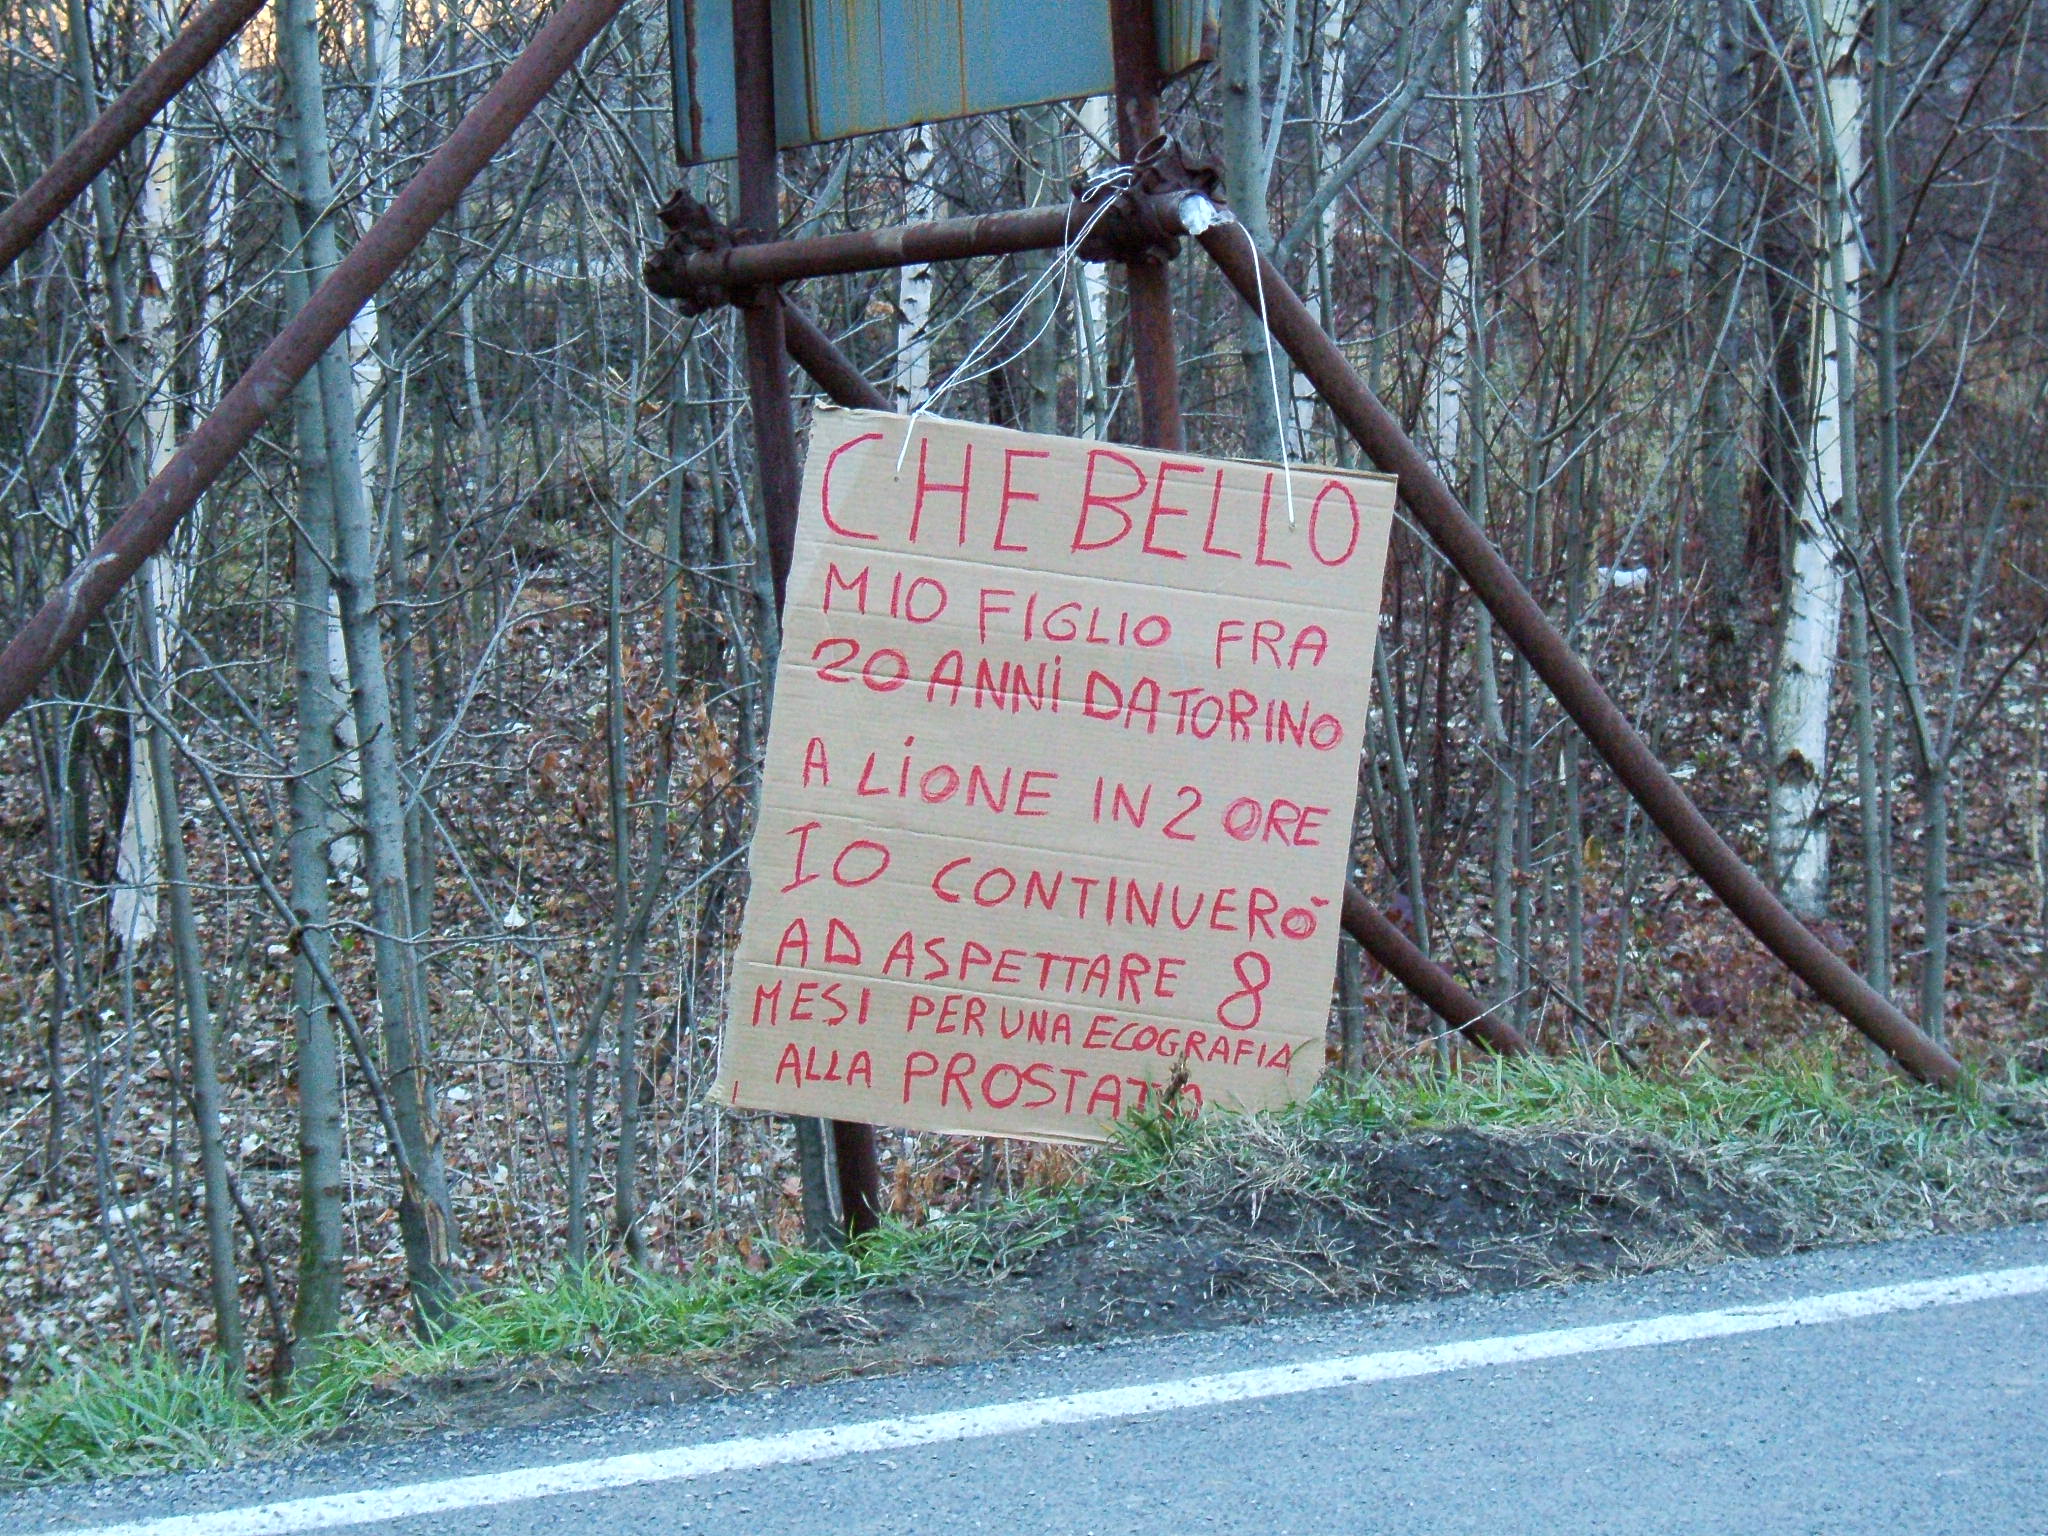 CHE BELLO
MIO FIGLIO FRA
20 ANNI DA TORINO
A LIONE IN 2 ORE
IO CONTINUERÒ
AD ASPETTARE 8
MESI PER UNA ECOGRAFIA
ALLA PROSTATA